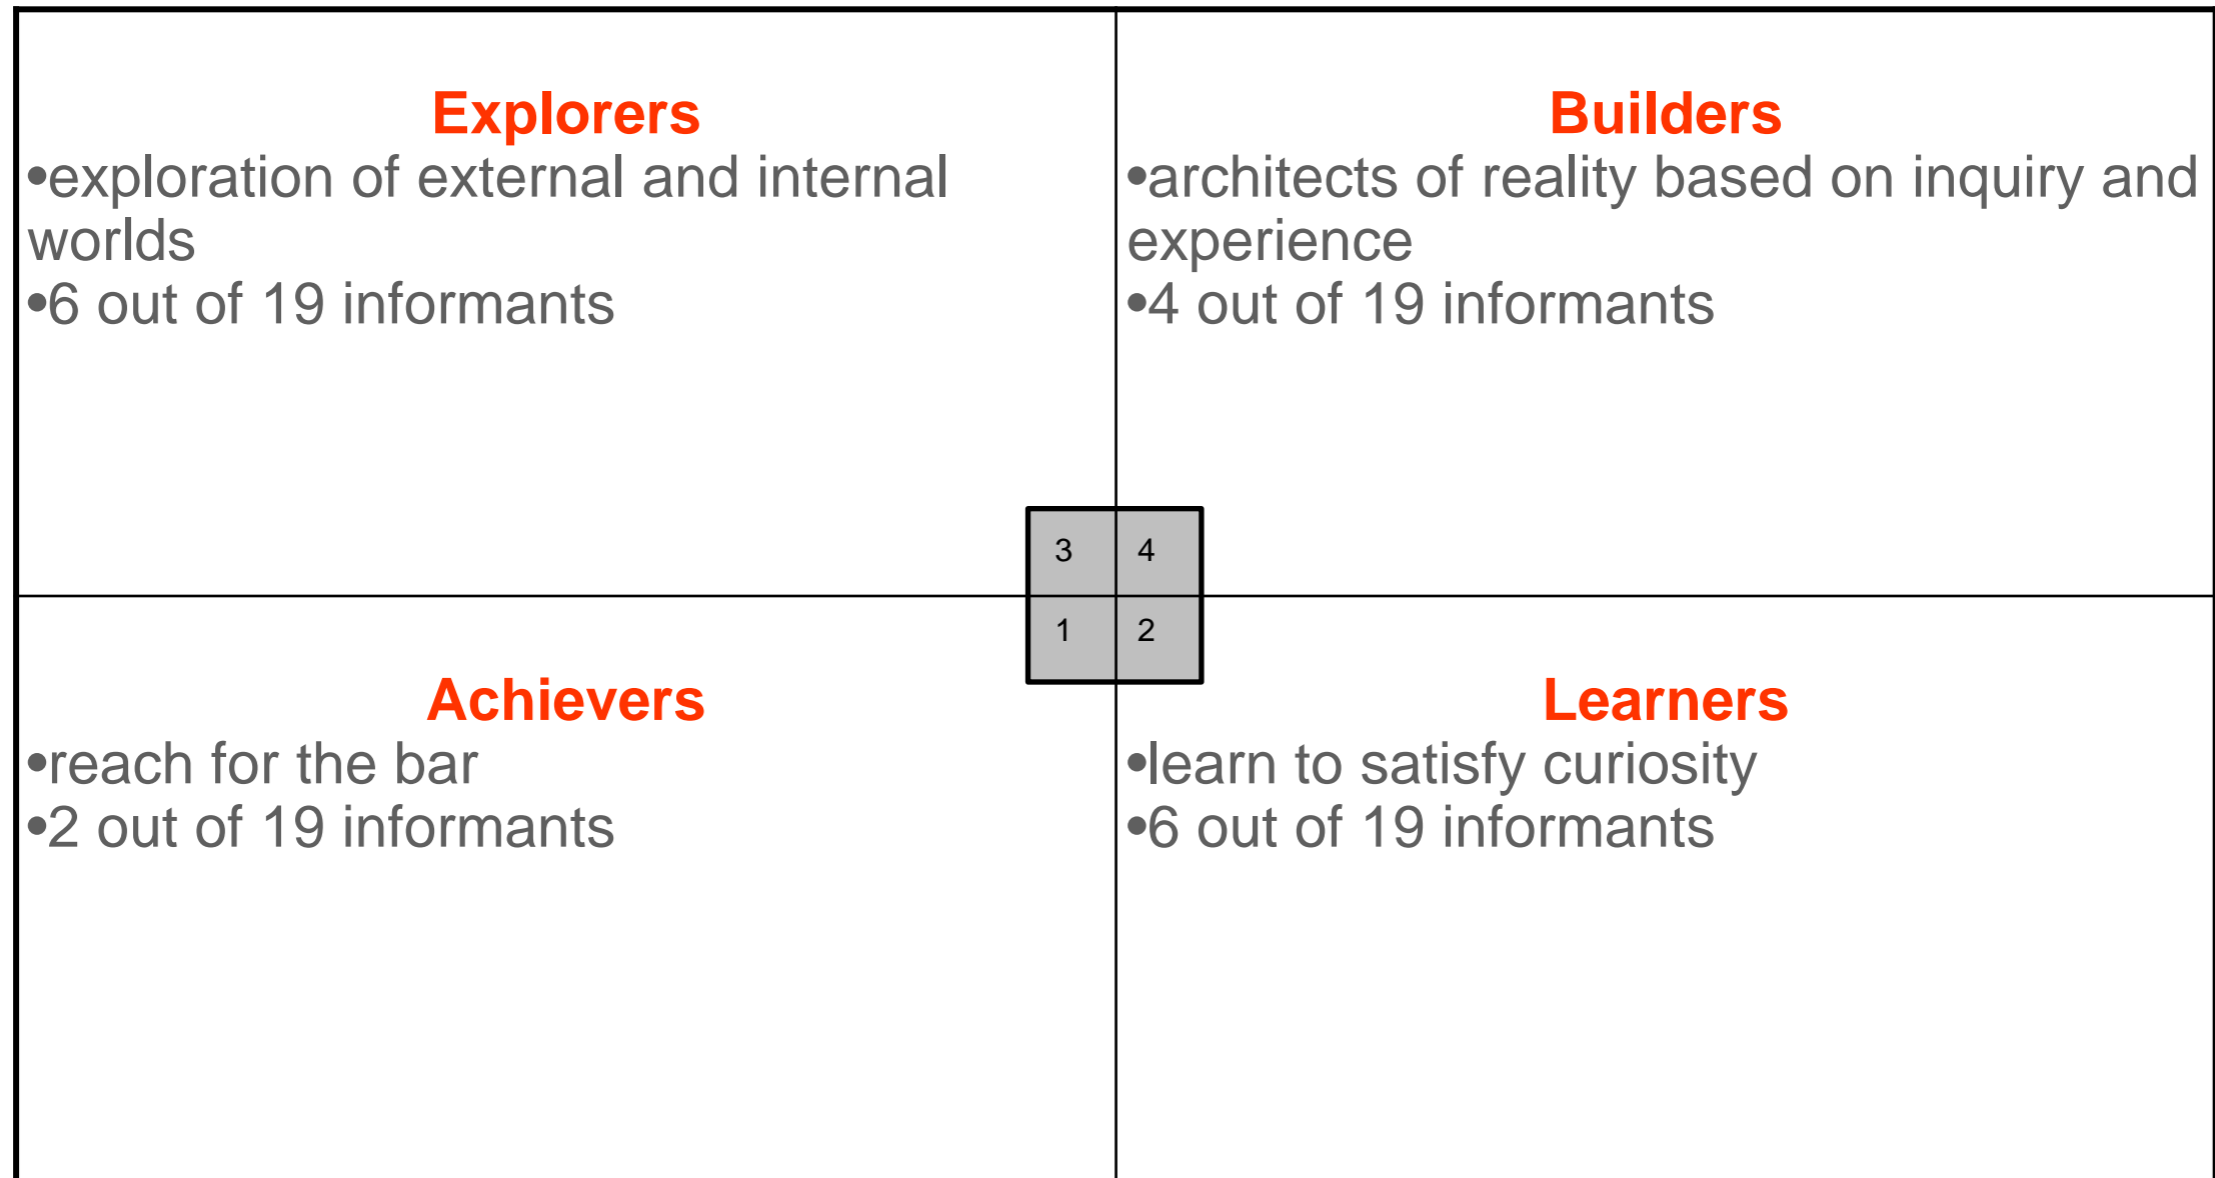 Explorers
•exploration of external and internal
worlds
•6 out of 19 informants
Builders
•architects of reality based on inquiry and
experience
•4 out of 19 informants
3
4
1
2
Achievers
•reach for the bar
•2 out of 19 informants
Learners
•learn to satisfy curiosity
•6 out of 19 informants